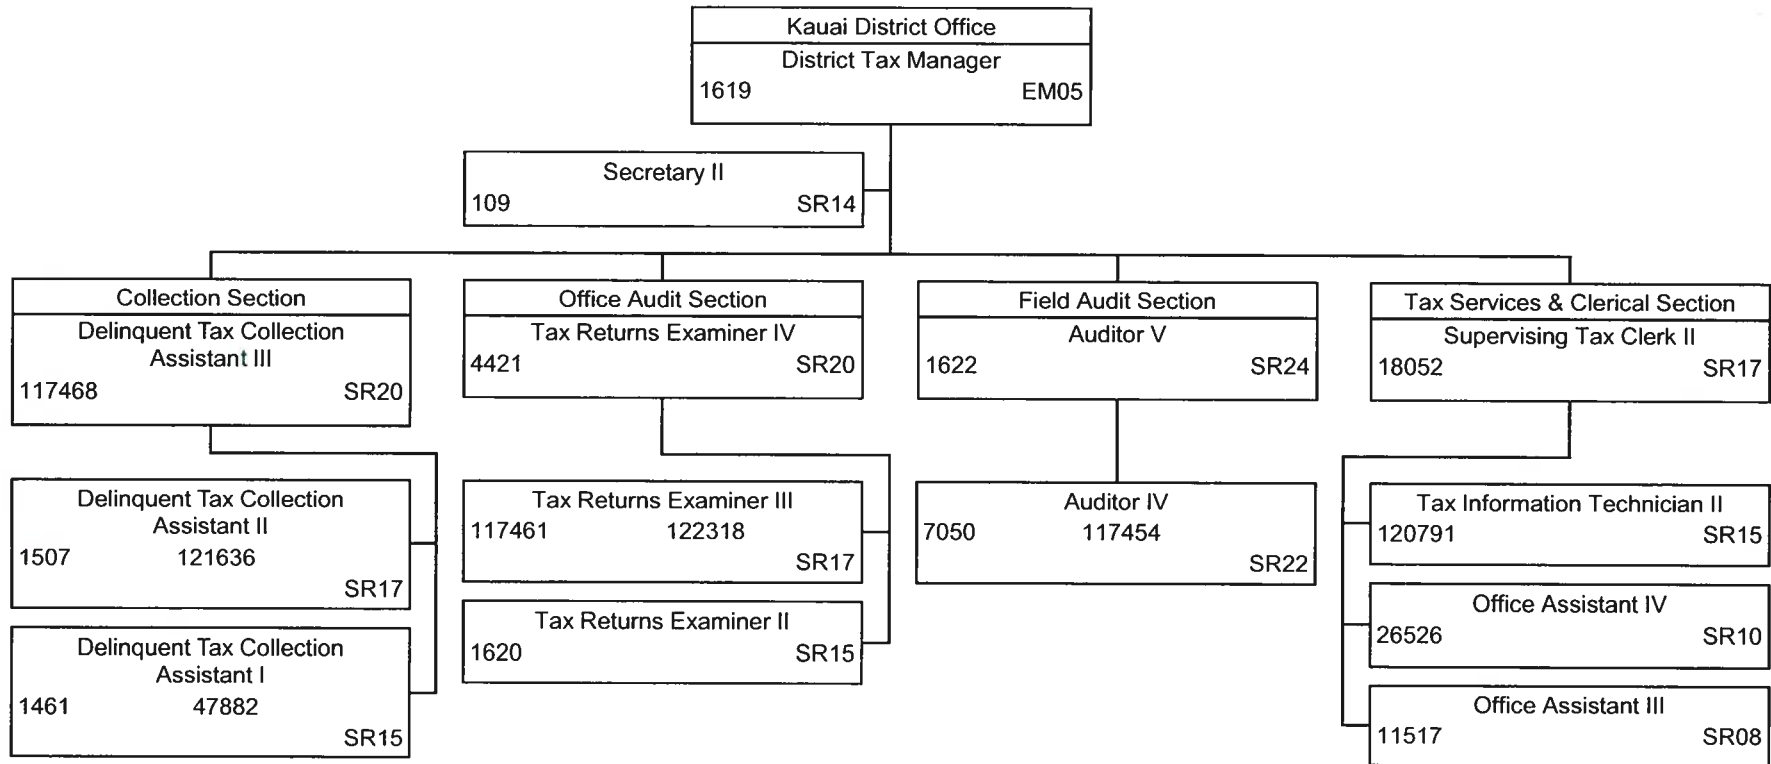 Kauai District Office
District Tax Manager
1619 EM05
Secretary II
109 SR14
Collection Section
Delinquent Tax Collection
Assistant III
117468 SR20
Delinquent Tax Collection
Assistant II
1507 121636
SR17
Delinquent Tax Collection
Assistant I
1461 47882
SR15
Office Audit Section
Tax Returns Examiner IV
4421 SR20
Tax Returns Examiner III
117461 122318
SR17
Tax Returns Examiner II
1620 SR15
Field Audit Section
Auditor V
1622 SR24
Auditor IV
7050 117454
SR22
Tax Services & Clerical Section
Supervising Tax Clerk II
18052 SR17
Tax Information Technician II
120791 SR15
Office Assistant IV
26526 SR10
Office Assistant III
11517 SR08